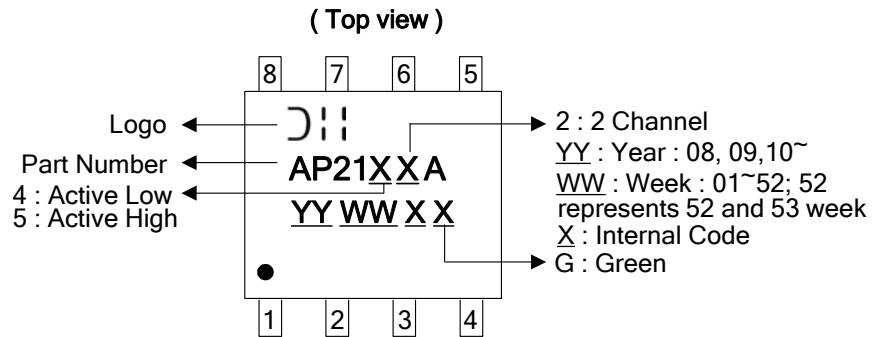 ( Top view )
8 7 6 5
Logo
Part Number
4 : Active Low
5 : Active High
AP21XXA
YY WW X X
2 : 2 Channel
YY : Year : 08, 09,10~
WW : Week : 01~52; 52
represents 52 and 53 week
X : Internal Code
G : Green
1 2 3 4